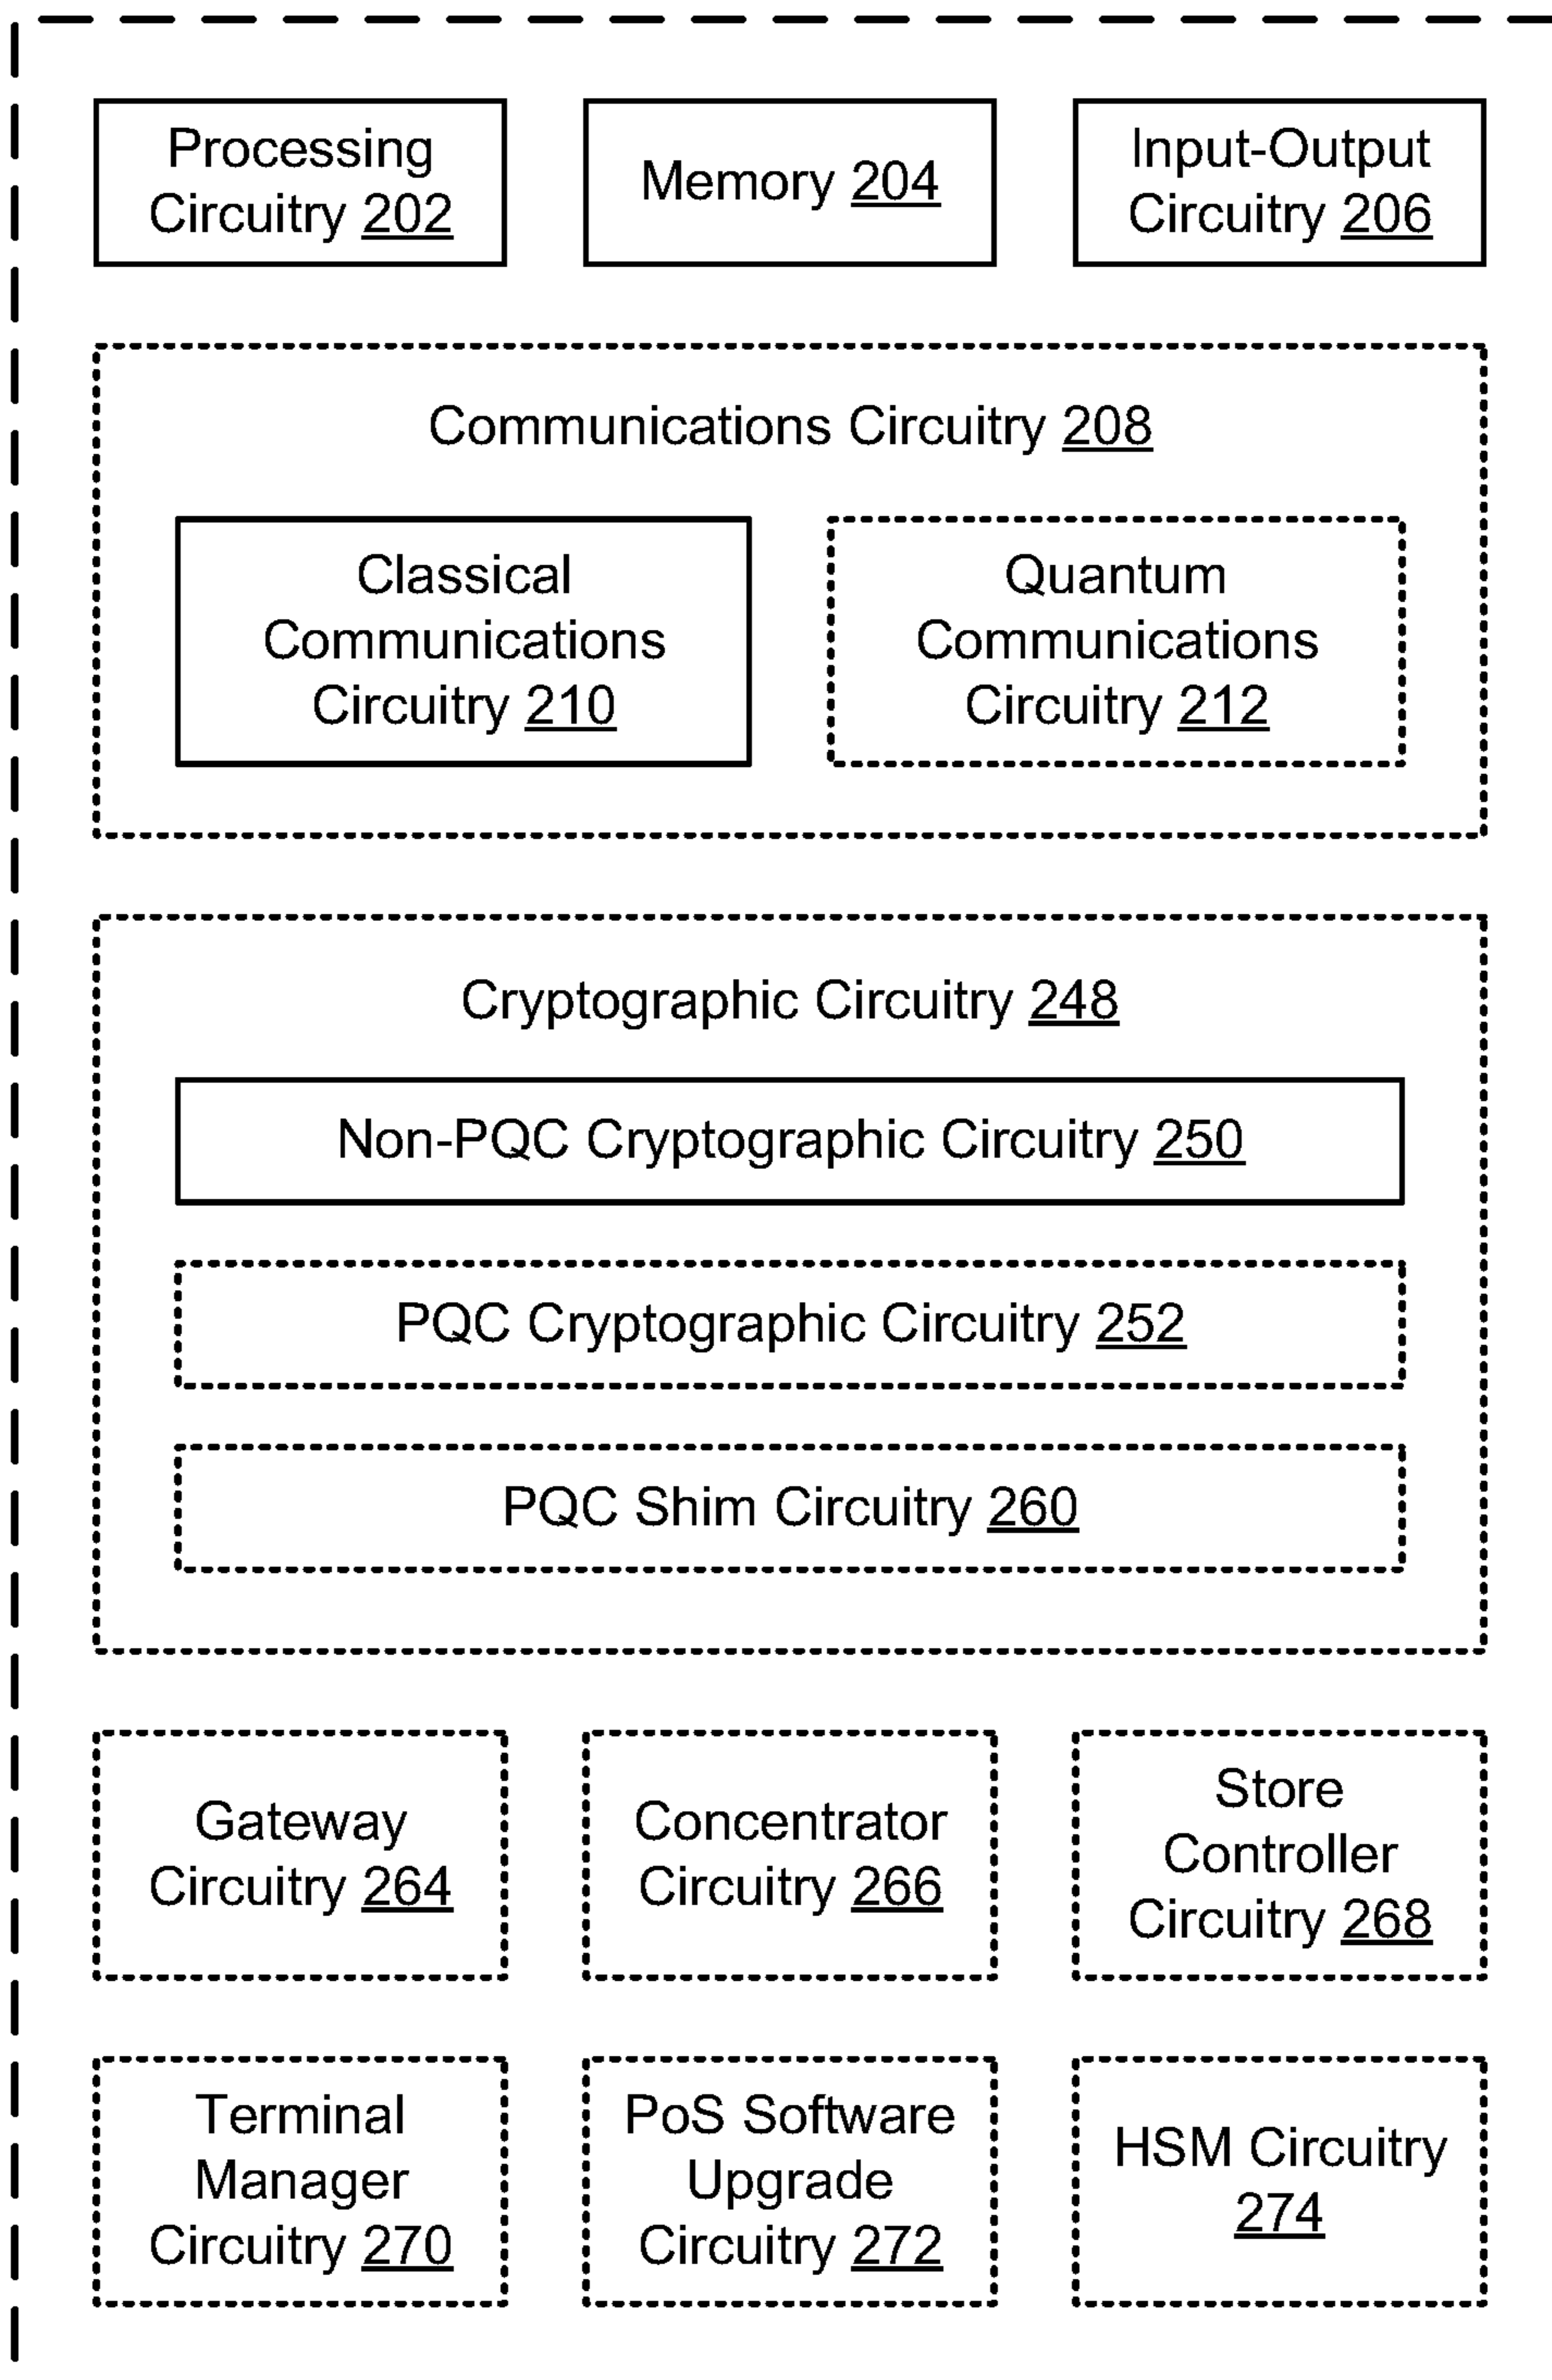 Processing
Circuitry 202
Memory 204
Input-Output
Circuitry 206
Communications Circuitry 208
Classical
Communications
Circuitry 210
Quantum
Communications
Circuitry 212
Cryptographic Circuitry 248
Non-PQC Cryptographic Circuitry 250
PQC Cryptographic Circuitry 252
PQC Shim Circuitry 260
Gateway
Circuitry 264
Concentrator
Circuitry 266
Store
Controller
Circuitry 268
Terminal
Manager
Circuitry 270
PoS Software
Upgrade
Circuitry 272
HSM Circuitry
274